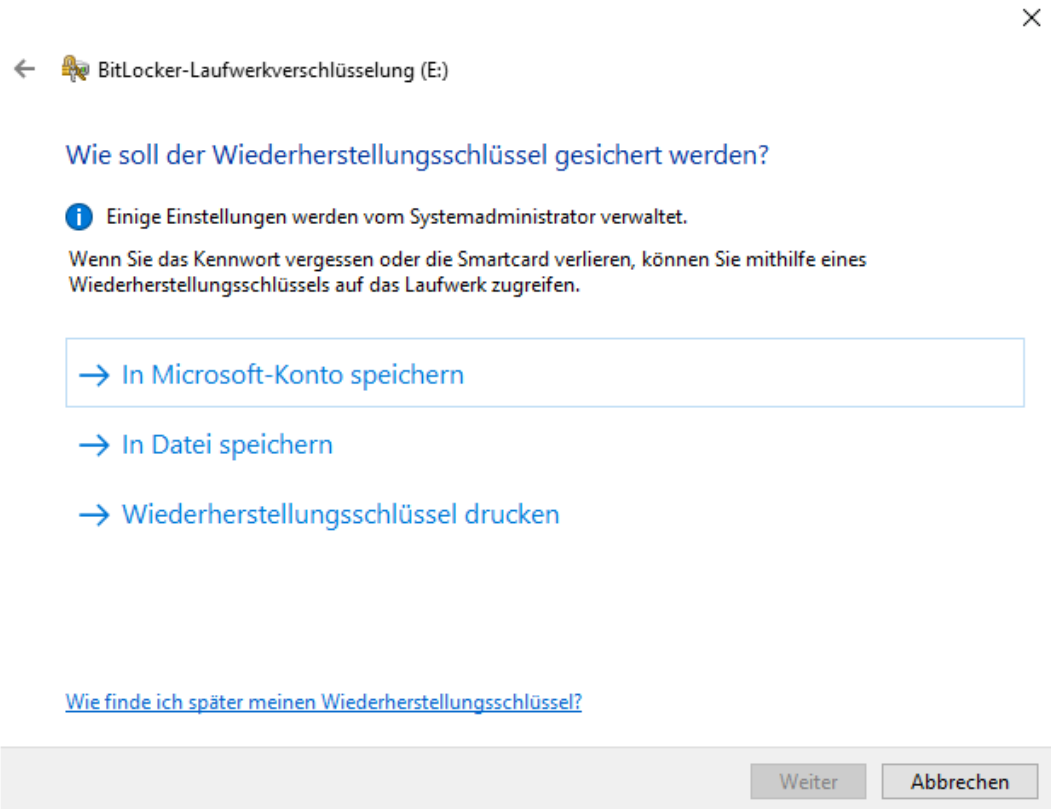 BitLocker-Laufwerkverschlüsselung (E:)
Wie soll der Wiederherstellungsschlüssel gesichert werden?
Einige Einstellungen werden vom Systemadministrator verwaltet.
Wenn Sie das Kennwort vergessen oder die Smartcard verlieren, können Sie mithilfe eines
Wiederherstellungsschlüssels auf das Laufwerk zugreifen.
In Microsoft-Konto speichern
In Datei speichern
Wiederherstellungsschlüssel drucken
Wie finde ich später meinen Wiederherstellungsschlüssel?
Weiter
Abbrechen